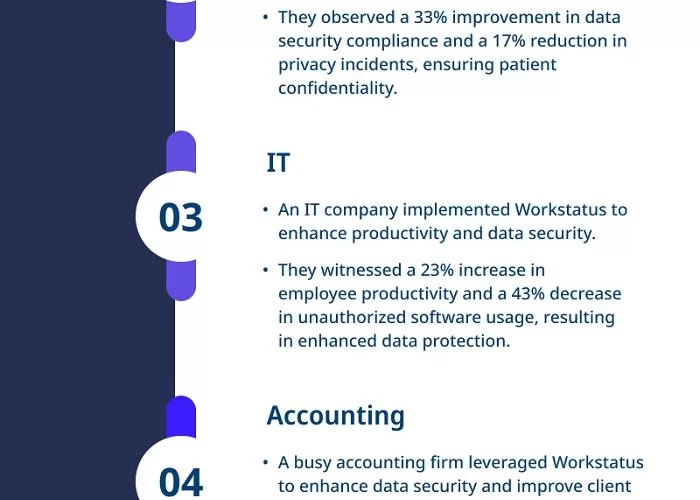 • They observed a 33% improvement in data
security compliance and a 17% reduction in
privacy incidents, ensuring patient
confidentiality.
IT
03
• An IT company implemented Workstatus to
enhance productivity and data security.
• They witnessed a 23% increase in
employee productivity and a 43% decrease
in unauthorized software usage, resulting
in enhanced data protection.
Accounting
04
• A busy accounting firm leveraged Workstatus
to enhance data security and improve client